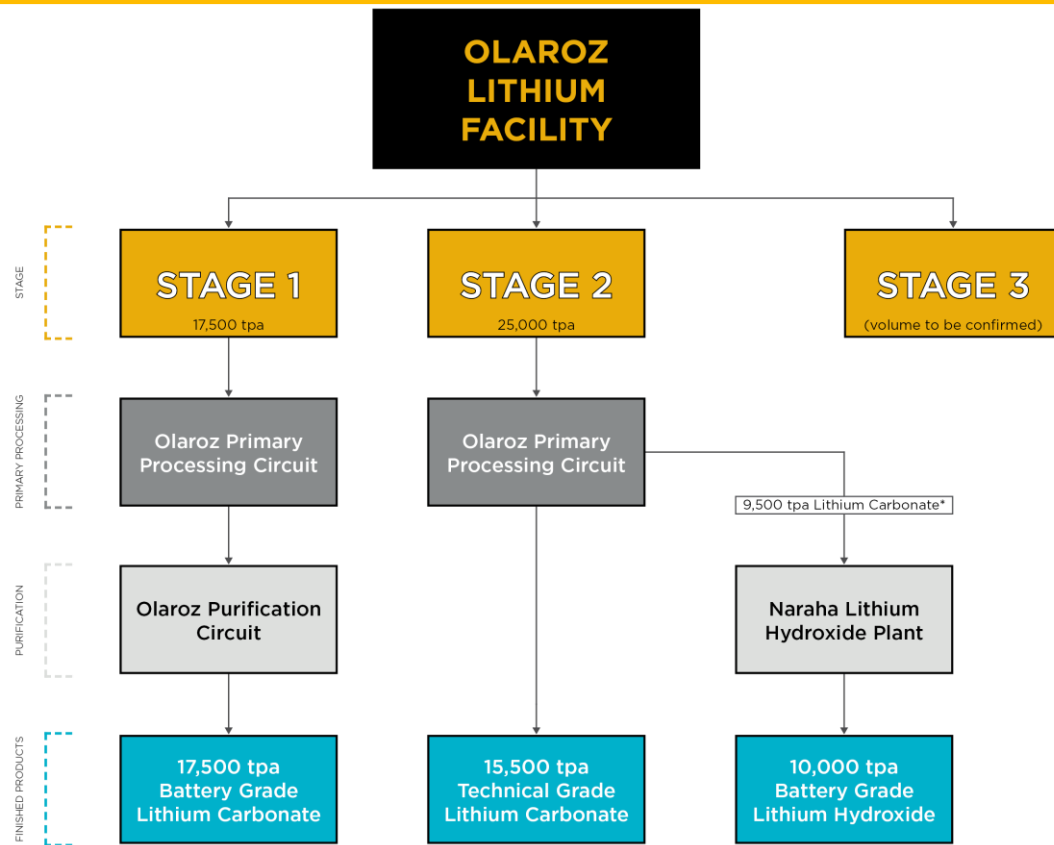 OLAROZ
LITHIUM
FACILITY
STAGE
STAGE 1
17,500 tpa
STAGE 2
25,000 tpa
STAGE 3
(volume to be confirmed)
PRIMARY PROCESSING
Olaroz Primary
Processing Circuit
Olaroz Primary
Processing Circuit
9,500 tpa Lithium Carbonate*
PURIFICATION
Olaroz Purification
Circuit
Naraha Lithium
Hydroxide Plant
FINISHED PRODUCTS
17,500 tpa
Battery Grade
Lithium Carbonate
15,500 tpa
Technical Grade
Lithium Carbonate
10,000 tpa
Battery Grade
Lithium Hydroxide